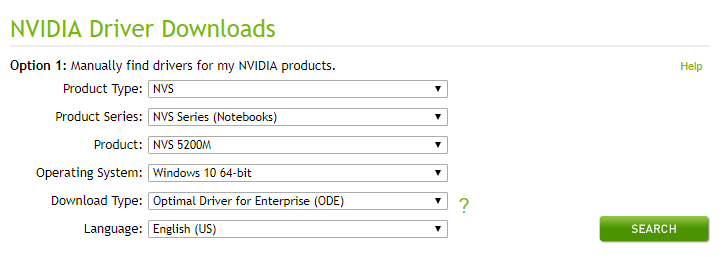 NVIDIA Driver Downloads
Option 1: Manually find drivers for my NVIDIA products. Help
Product Type: NVS
Product Series: NVS Series (Notebooks)
Product: NVS 5200M
Operating System: Windows 10 64-bit
Download Type: Optimal Driver for Enterprise (ODE) ?
Language: English (US)
SEARCH